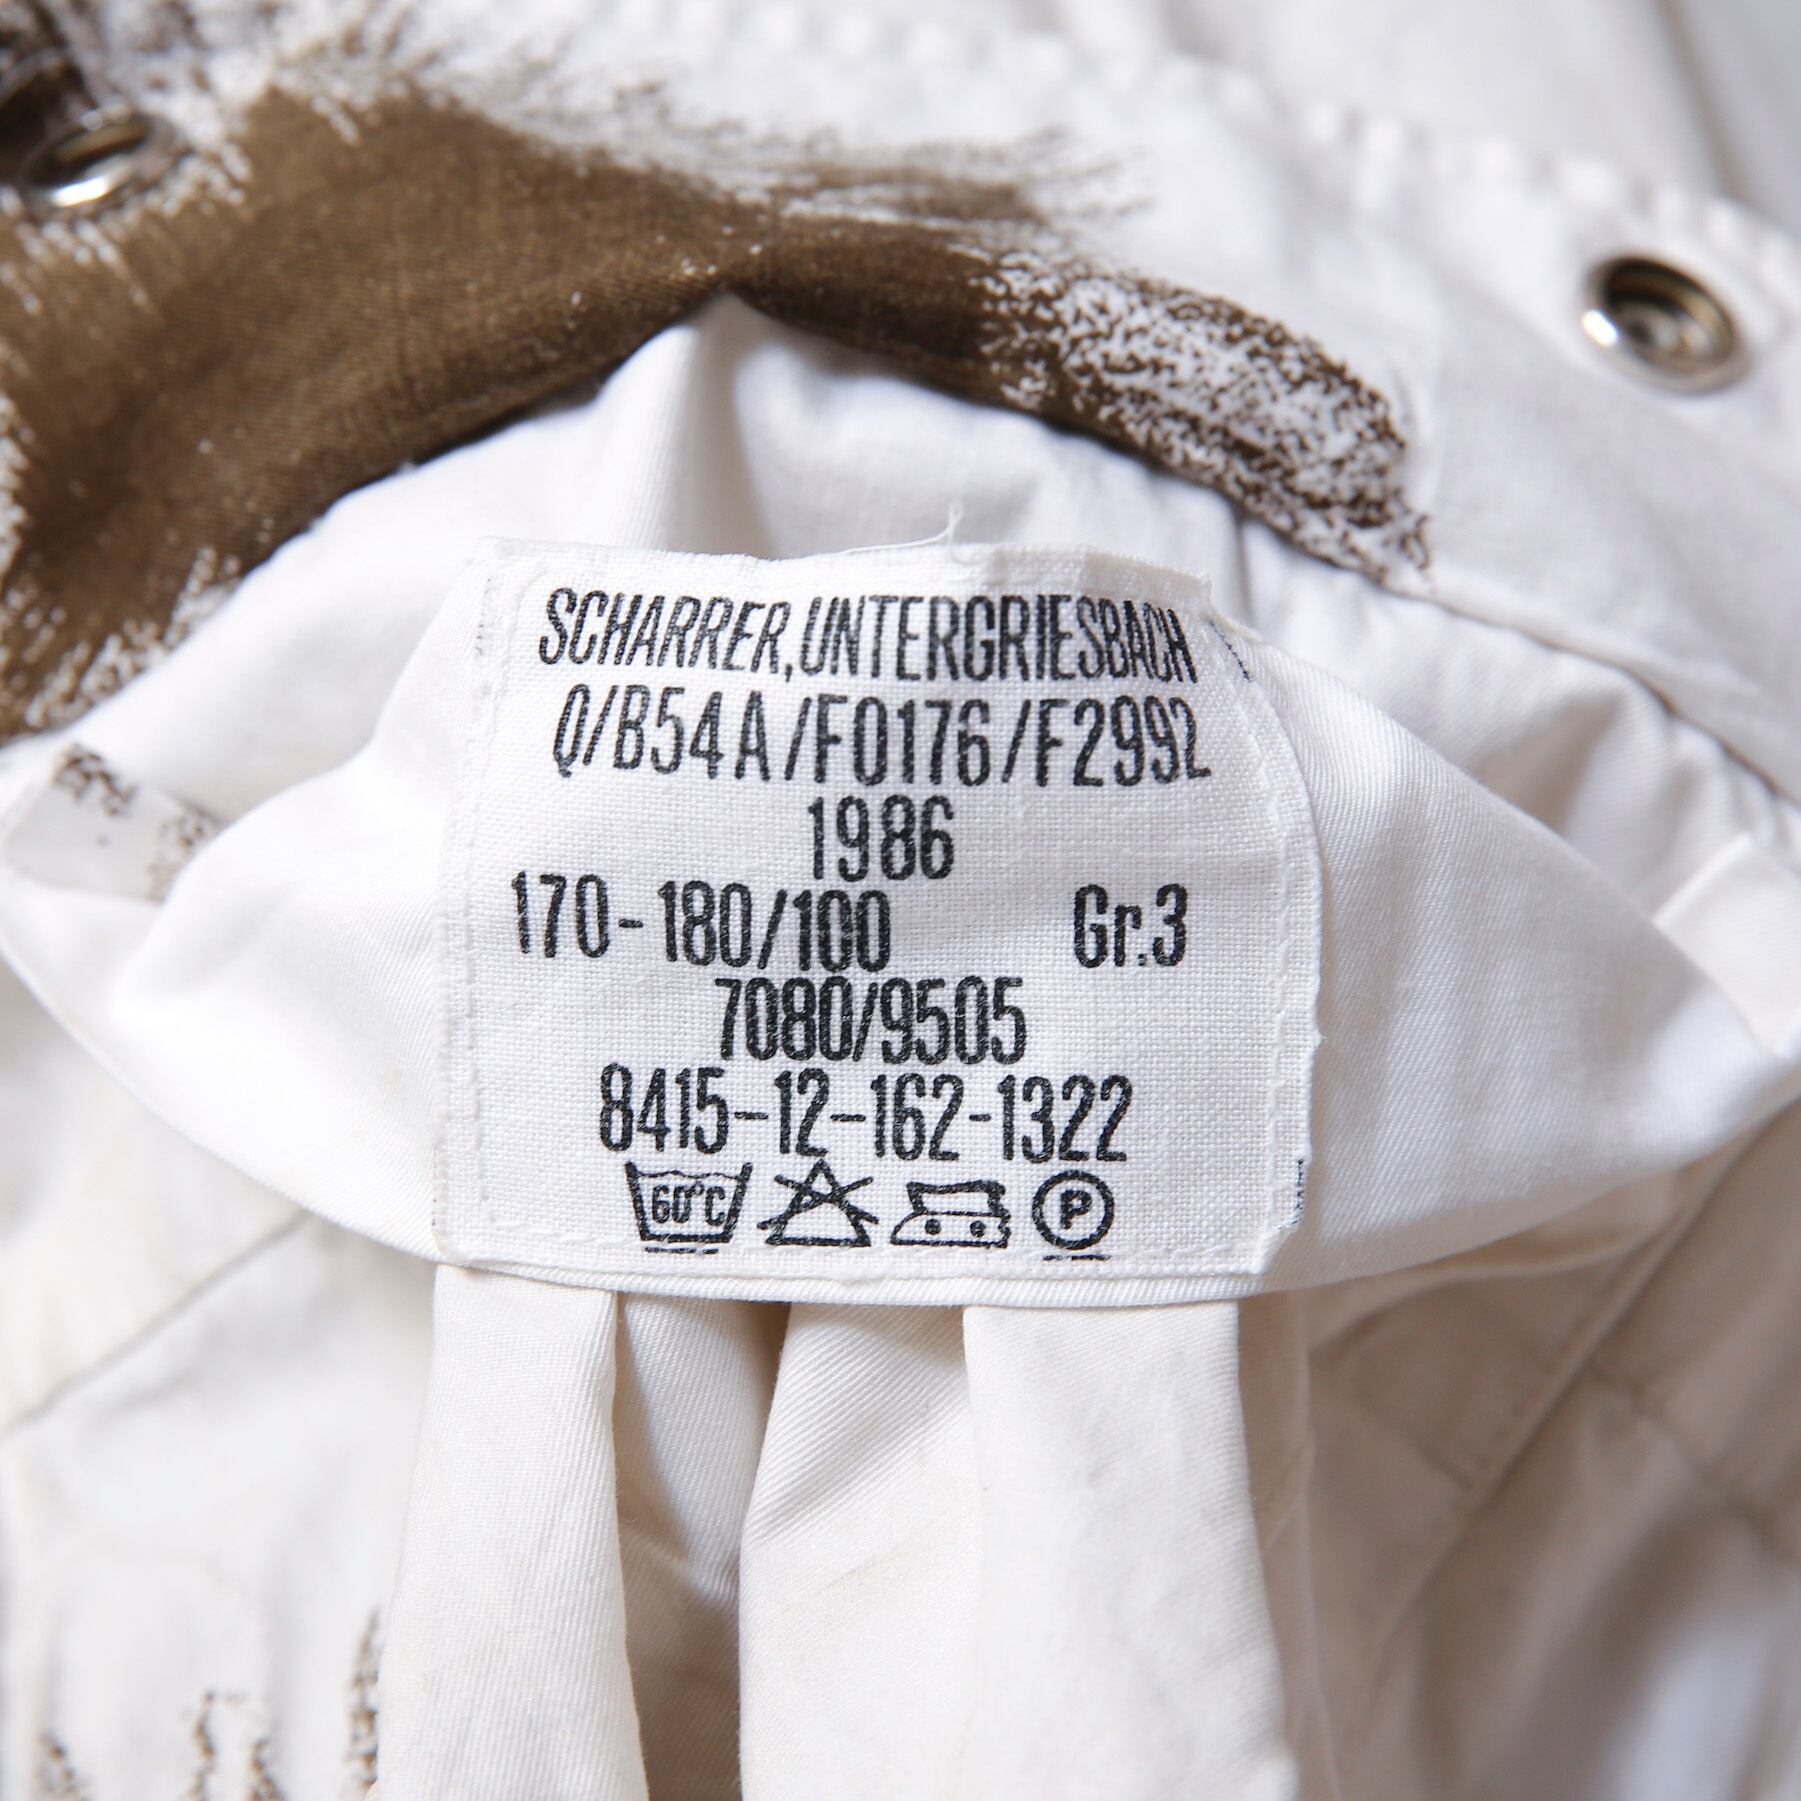 SCHARRER,UNTERGRIESBACH
Q/B54A/F0176/F2992
1986
170-180/100 Gr.3
7080/9505
8415-12-162-1322
60°C P